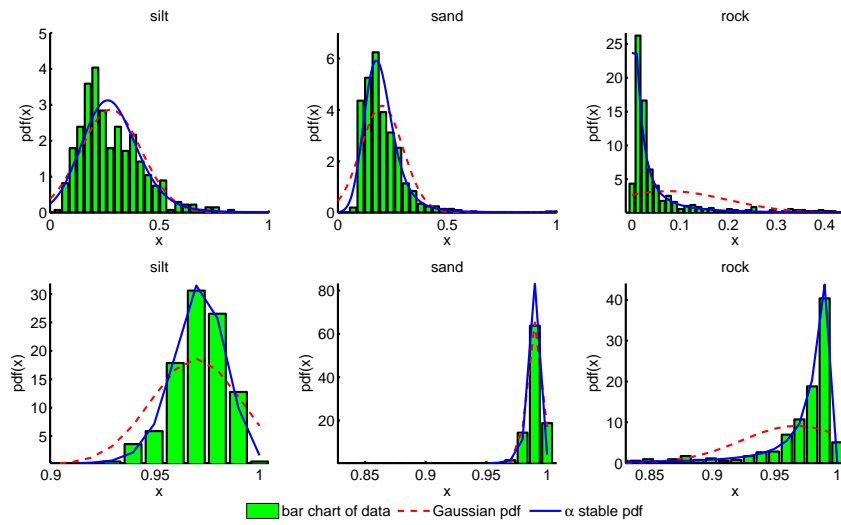 silt
sand
rock
pdf(x)
5
4
3
2
1
0
0
0.5
1
x
pdf(x)
6
4
2
0
0
0.5
1
x
pdf(x)
25
20
15
10
5
0
0.1
0.2
0.3
0.4
x
silt
sand
rock
pdf(x)
30
25
20
15
10
5
0.9
0.95
1
x
pdf(x)
80
60
40
20
0.85
0.9
0.95
1
x
pdf(x)
40
30
20
10
0
0.85
0.9
0.95
1
x
bar chart of data
Gaussian pdf
α stable pdf